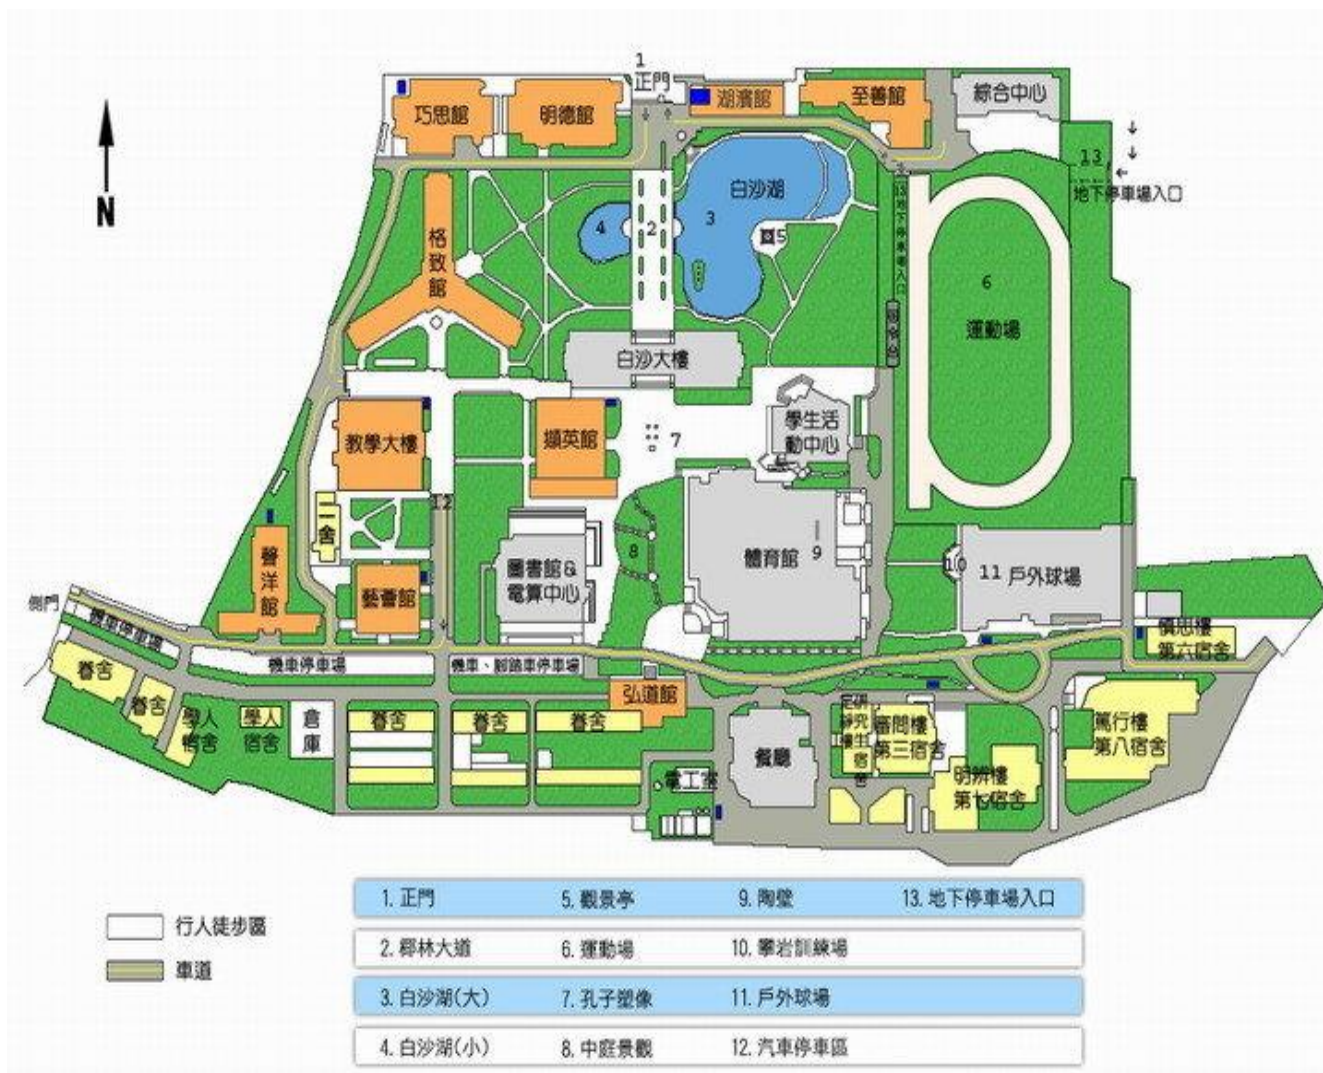 1
正門
巧思館
明德館
湖濱館
至善館
綜合中心
N
格致館
4
2
3
白沙湖
5
13
地下停車場入口
13地下停車場入口
6
運動場
司令台
白沙大樓
教學大樓
擷英館
7
學生活
動中心
二舍
12
聲洋館
藝薈館
圖書館&
電算中心
8
體育館
9
10
11 戶外球場
側門
機車停車場
機車停車場
機車、腳踏車停車場
弘道館
慎思樓
第六宿舍
眷舍
眷舍
學人
宿舍
學人
宿舍
倉庫
眷舍
眷舍
眷舍
電工室
餐廳
研究生宿舍
審問樓
第三宿舍
明辨樓
第七宿舍
篤行樓
第八宿舍
行人徒步區
車道
1. 正門 5. 觀景亭 9. 陶壁 13. 地下停車場入口
2. 椰林大道 6. 運動場 10. 攀岩訓練場
3. 白沙湖(大) 7. 孔子塑像 11. 戶外球場
4. 白沙湖(小) 8. 中庭景觀 12. 汽車停車區